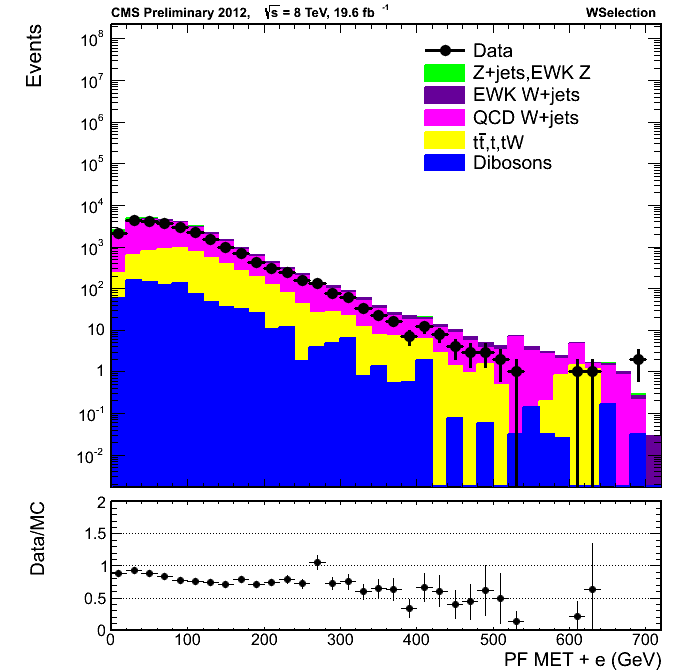 CMS Preliminary 2012, √s = 8 TeV, 19.6 fb⁻¹ WSelection
Events
10⁸
10⁷
10⁶
10⁵
10⁴
10³
10²
10
1
10⁻¹
10⁻²
Data
Z+jets,EWK Z
EWK W+jets
QCD W+jets
tt̄,t,tW
Dibosons
Data/MC
2
1.5
1
0.5
0
0 100 200 300 400 500 600 700
PF MET + e (GeV)